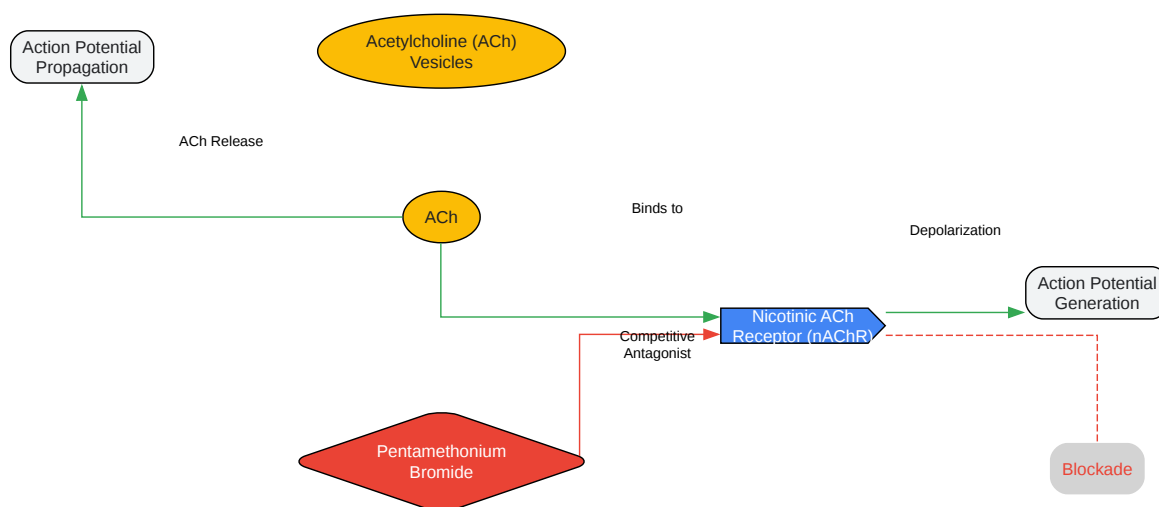 Action Potential
Propagation
Acetylcholine (ACh)
Vesicles
ACh Release
ACh
Binds to
Depolarization
Action Potential
Generation
Nicotinic ACh
Receptor (nAChR)
Competitive
Antagonist
Pentamethonium
Bromide
Blockade